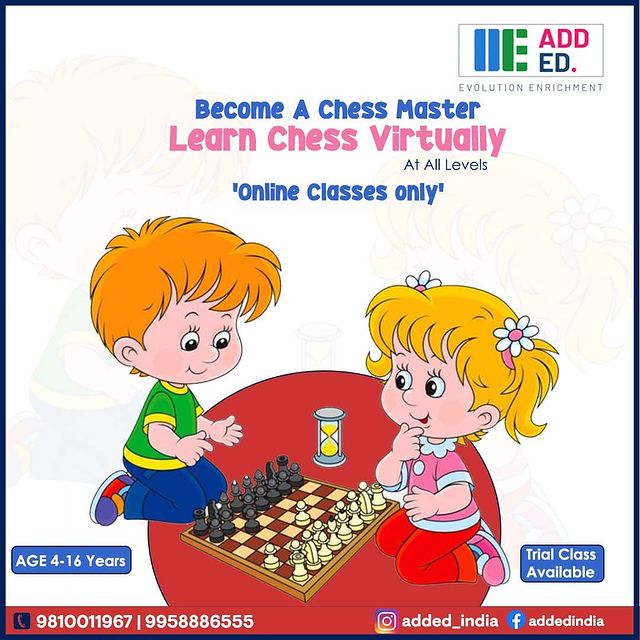 ADD
ED.
EVOLUTION ENRICHMENT
Become A Chess Master
Learn Chess Virtually
At All Levels
'Online Classes only'
AGE 4-16 Years
Trial Class
Available
9810011967 | 9958886555
added_india
addedindia